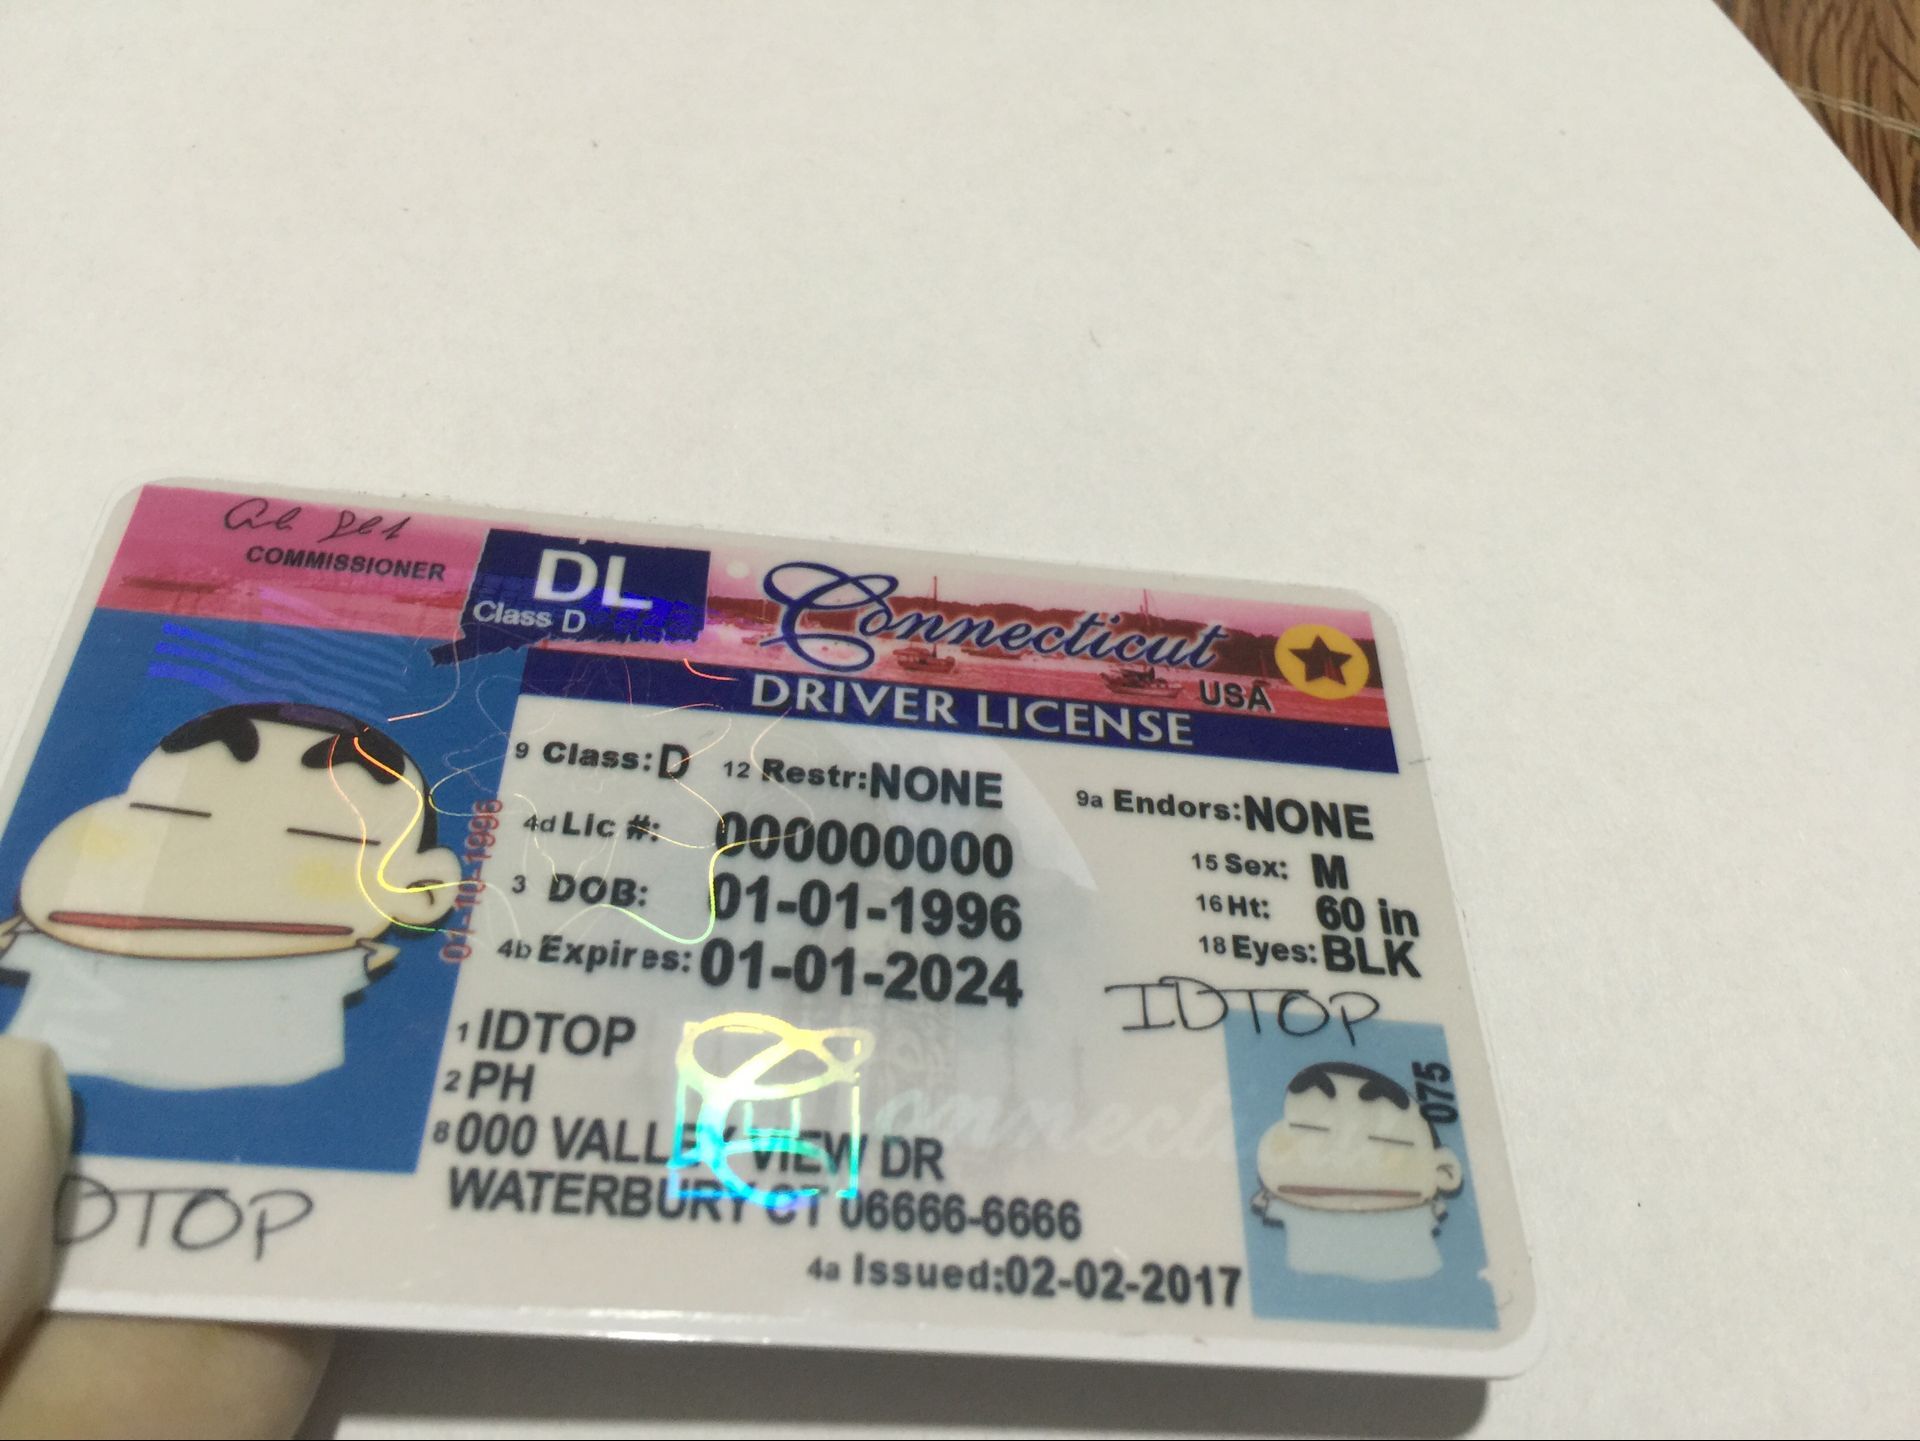 COMMISSIONER
DL
Class D
Connecticut
USA
DRIVER LICENSE
9 Class:D 12 Restr:NONE 9a Endors:NONE
4d Lic #: 000000000
15 Sex: M
3 DOB: 01-01-1996
16 Ht: 60 in
4b Expires: 01-01-2024
18 Eyes: BLK
01-10-1996
IDTOP
1 IDTOP
2 PH
8 000 VALLEY VIEW DR
WATERBURY CT 06666-6666
4a Issued:02-02-2017
075
DTOP